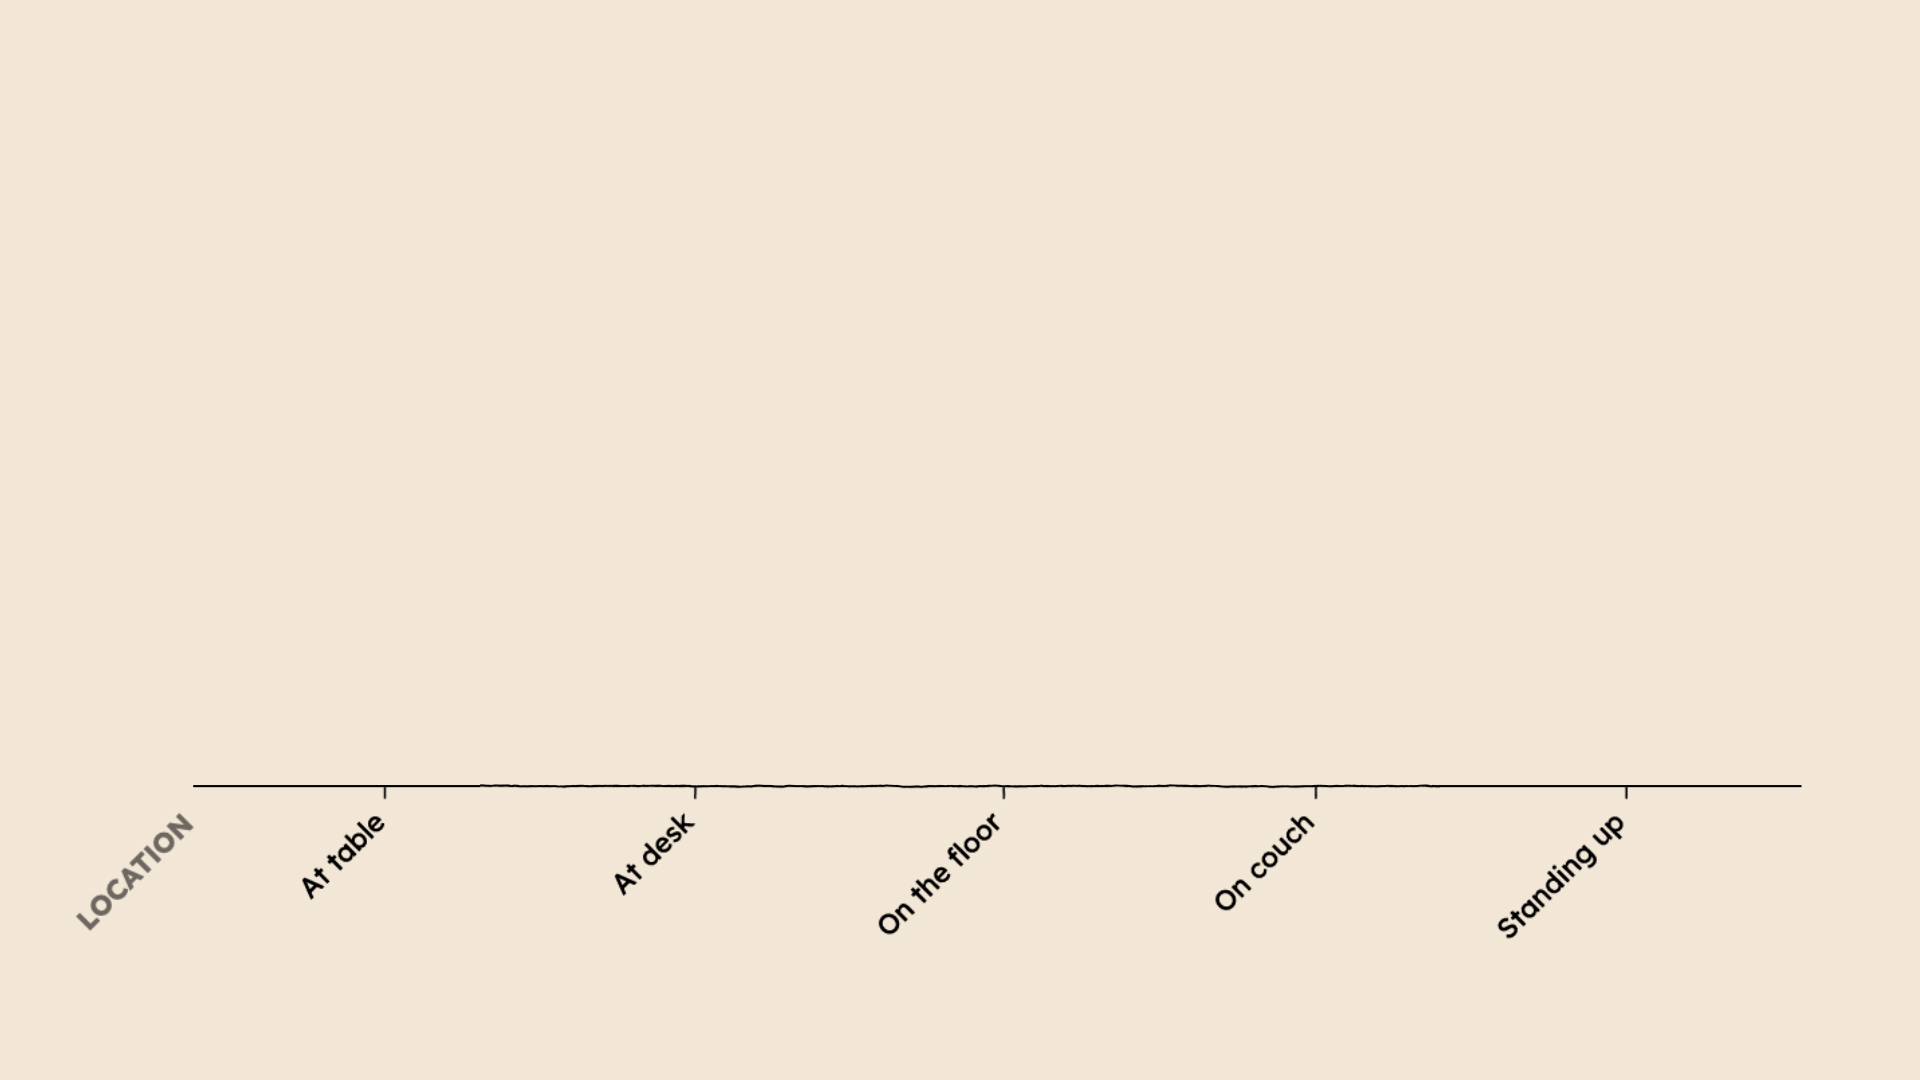 LOCATION
At table
At desk
On the floor
On couch
Standing up